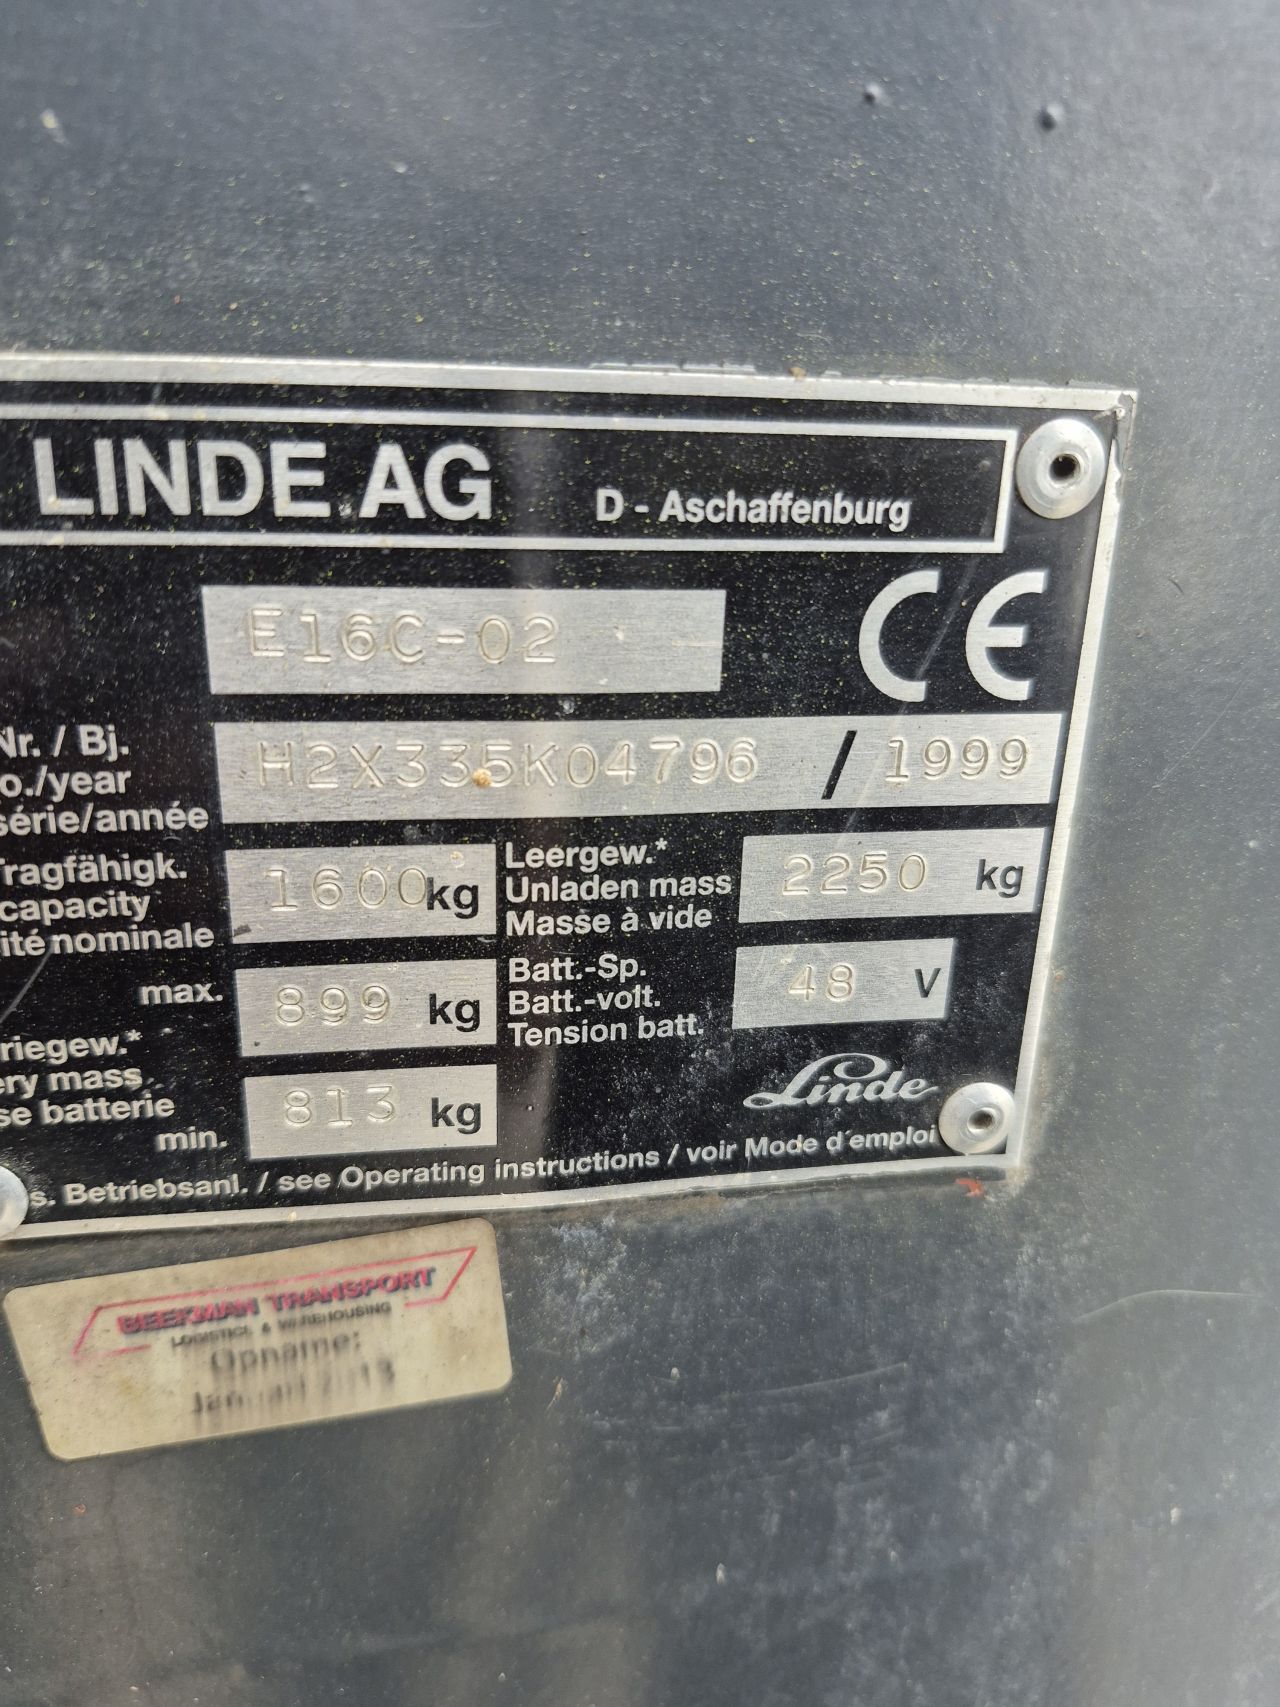 LINDE AG D - Aschaffenburg
E16C-02
CE
Nr. / Bj.
o./year
série/année
H2X335K04796 / 1999
ragfähigk.
capacity
ité nominale
1600 kg
Leergew.*
Unladen mass
Masse à vide
2250 kg
max.
899 kg
Batt.-Sp.
Batt.-volt.
Tension batt.
48 V
riegew.*
ery mass
se batterie
min.
813 kg
Linde
s. Betriebsanl. / see Operating instructions / voir Mode d'emploi
BEEKMAN TRANSPORT
LOGISTICS & WAREHOUSING
Opname:
Januari